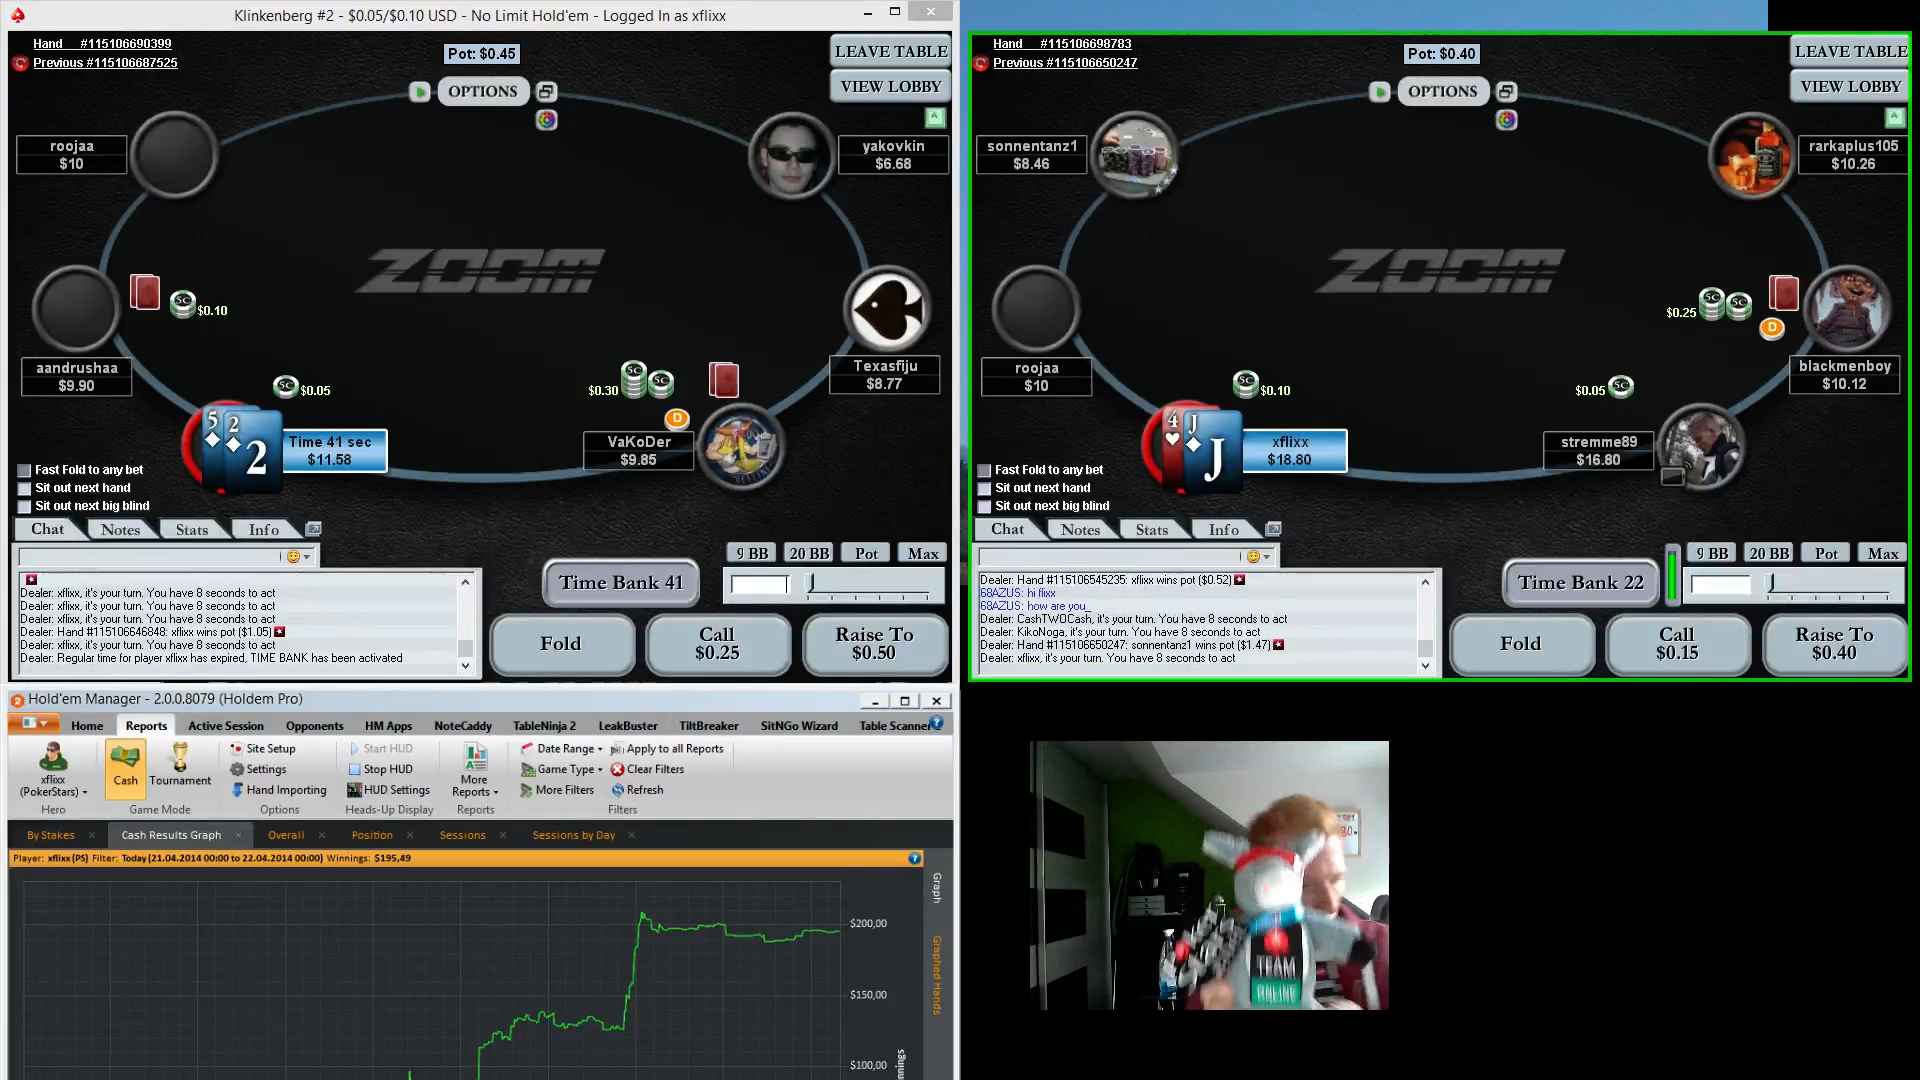 Klinkenberg #2 - $0.05/$0.10 USD - No Limit Hold'em - Logged In as xflixx
Hand #115106690399
Previous #115106687525
Pot: $0.45
LEAVE TABLE
VIEW LOBBY
OPTIONS
roojaa
$10
yakovkin
$6.68
ZOOM
$0.10
aandrushaa
$9.90
Texasfiju
$8.77
$0.05
$0.30
D
5
2
2
Time 41 sec
$11.58
VaKoDer
$9.85
Fast Fold to any bet
Sit out next hand
Sit out next big blind
Chat
Notes
Stats
Info
9 BB
20 BB
Pot
Max
Time Bank 41
Dealer: xflixx, it's your turn. You have 8 seconds to act
Dealer: xflixx, it's your turn. You have 8 seconds to act
Dealer: xflixx, it's your turn. You have 8 seconds to act
Dealer: Hand #115106646848: xflixx wins pot ($1.05)
Dealer: xflixx, it's your turn. You have 8 seconds to act
Dealer: Regular time for player xflixx has expired, TIME BANK has been activated
Fold
Call
$0.25
Raise To
$0.50
Hand #115106698783
Previous #115106650247
Pot: $0.40
LEAVE TABLE
VIEW LOBBY
OPTIONS
sonnentanz1
$8.46
rarkaplus105
$10.26
ZOOM
$0.25
D
roojaa
$10
blackmenboy
$10.12
$0.10
$0.05
4
J
J
xflixx
$18.80
stremme89
$16.80
Fast Fold to any bet
Sit out next hand
Sit out next big blind
Chat
Notes
Stats
Info
9 BB
20 BB
Pot
Max
Time Bank 22
Dealer: Hand #115106545235: xflixx wins pot ($0.52)
68AZUS: hi flixx
68AZUS: how are you_
Dealer: CashTWOCash, it's your turn. You have 8 seconds to act
Dealer: KikoNoga, it's your turn. You have 8 seconds to act
Dealer: Hand #115106650247: sonnentanz1 wins pot ($1.47)
Dealer: xflixx, it's your turn. You have 8 seconds to act
Fold
Call
$0.15
Raise To
$0.40
Hold'em Manager - 2.0.0.8079 (Holdem Pro)
Home
Reports
Active Session
Opponents
HM Apps
NoteCaddy
TableNinja 2
LeakBuster
TiltBreaker
SitNGo Wizard
Table Scanner
xflixx
(PokerStars)
Hero
Cash
Tournament
Game Mode
Site Setup
Settings
Hand Importing
Options
Start HUD
Stop HUD
HUD Settings
Heads-Up Display
More
Reports
Reports
Date Range
Game Type
More Filters
Apply to all Reports
Clear Filters
Refresh
Filters
By Stakes
Cash Results Graph
Overall
Position
Sessions
Sessions by Day
Player: xflixx (PS) Filter: Today (21.04.2014 00:00 to 22.04.2014 00:00) Winnings: $195,49
$200,00
$150,00
$100,00
Graph
Graphed Hands
TEAM
ONLINE